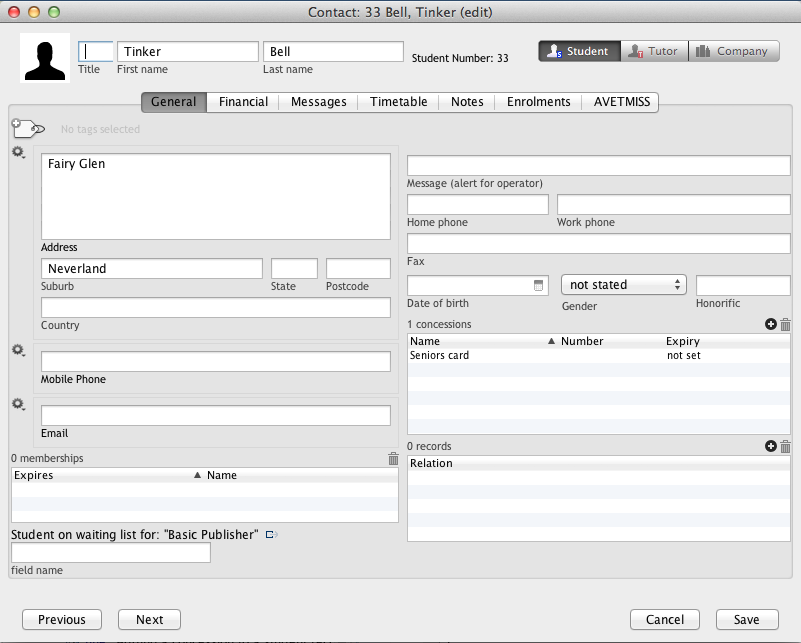 Contact: 33 Bell, Tinker (edit)
Tinker
Bell
Title
First name
Last name
Student Number: 33
Student
Tutor
Company
General
Financial
Messages
Timetable
Notes
Enrolments
AVETMISS
No tags selected
Fairy Glen
Address
Neverland
Suburb
State
Postcode
Country
Mobile Phone
Email
0 memberships
Expires
Name
Student on waiting list for: "Basic Publisher"
field name
Message (alert for operator)
Home phone
Work phone
Fax
Date of birth
not stated
Gender
Honorific
1 concessions
Name
Number
Expiry
Seniors card
not set
0 records
Relation
Previous
Next
Cancel
Save